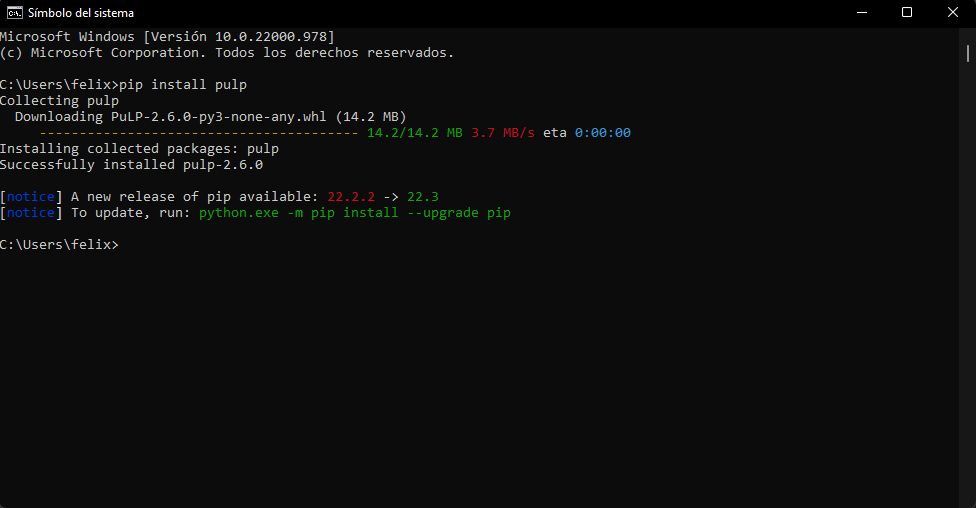 Símbolo del sistema
Microsoft Windows [Versión 10.0.22000.978]
(c) Microsoft Corporation. Todos los derechos reservados.
C:\Users\felix>pip install pulp
Collecting pulp
  Downloading PuLP-2.6.0-py3-none-any.whl (14.2 MB)
     ---------------------------------------- 14.2/14.2 MB 3.7 MB/s eta 0:00:00
Installing collected packages: pulp
Successfully installed pulp-2.6.0
[notice] A new release of pip available: 22.2.2 -> 22.3
[notice] To update, run: python.exe -m pip install --upgrade pip
C:\Users\felix>